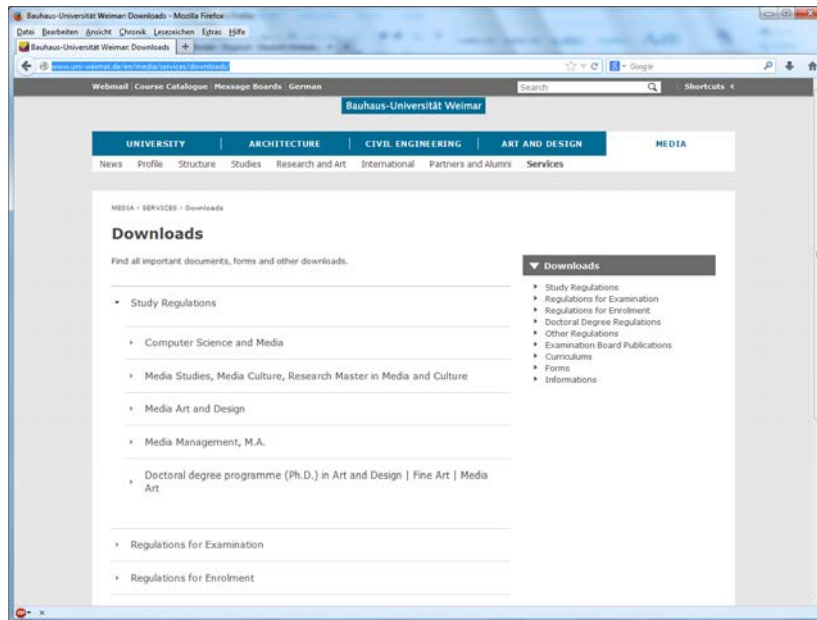 Bauhaus-Universität Weimar: Downloads - Mozilla Firefox
Datei Bearbeiten Ansicht Chronik Lesezeichen Extras Hilfe
Bauhaus-Universität Weimar: Downloads +
www.uni-weimar.de/en/media/services/downloads/ Google
Webmail Course Catalogue Message Boards German Search Shortcuts
Bauhaus-Universität Weimar
UNIVERSITY ARCHITECTURE CIVIL ENGINEERING ART AND DESIGN MEDIA
News Profile Structure Studies Research and Art International Partners and Alumni Services
MEDIA > SERVICES > Downloads
Downloads
Find all important documents, forms and other downloads.
Study Regulations
Computer Science and Media
Media Studies, Media Culture, Research Master in Media and Culture
Media Art and Design
Media Management, M.A.
Doctoral degree programme (Ph.D.) in Art and Design | Fine Art | Media
Art
Regulations for Examination
Regulations for Enrolment
Downloads
Study Regulations
Regulations for Examination
Regulations for Enrolment
Doctoral Degree Regulations
Other Regulations
Examination Board Publications
Curriculums
Forms
Informations